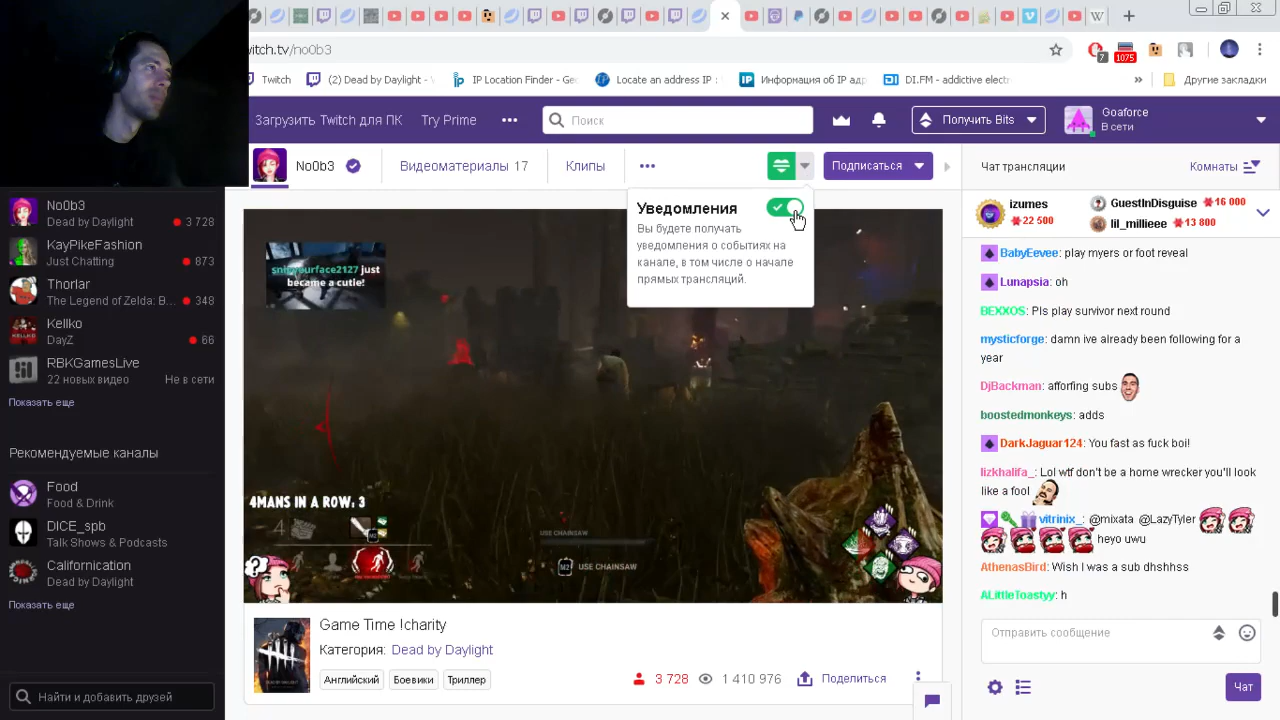 7
1075
vitch.tv/no0b3
Twitch
(2) Dead by Daylight - \
IP Location Finder - Ge
Locate an address IP :
Информация об IP ад
DI.FM - addictive elect
»
Другие закладки
Загрузить Twitch для ПК
Try Prime
Поиск
Получить Bits
Goaforce
В сети
No0b3
Видеоматериалы 17
Клипы
Подписаться
Чат трансляции
Комнаты
Уведомления
Вы будете получать
уведомления о событиях на
канале, в том числе о начале
прямых трансляций.
No0b3
Dead by Daylight
3 728
KayPikeFashion
Just Chatting
873
Thorlar
The Legend of Zelda: B...
348
Kellko
DayZ
66
RBKGamesLive
22 новых видео
Не в сети
Показать еще
Рекомендуемые каналы
Food
Food & Drink
DICE_spb
Talk Shows & Podcasts
Californication
Dead by Daylight
Показать еще
Найти и добавить друзей
just
became a cutie!
4MANS IN A ROW: 3
4
M2
USE CHAINSAW
M2 USE CHAINSAW
Game Time !charity
Категория: Dead by Daylight
Английский
Боевики
Триллер
3 728
1 410 976
Поделиться
izumes
22 500
GuestInDisguise 16 000
lil_millieee 13 800
BabyEevee: play myers or foot reveal
Lunapsia: oh
BEXXOS: Pls play survivor next round
mysticforge: damn ive already been following for a
year
DjBackman: afforfing subs
boostedmonkeys: adds
DarkJaguar124: You fast as fuck boi!
lizkhalifa_: Lol wtf don't be a home wrecker you'll look
like a fool
vitrinix_: @mixata @LazyTyler
heyo uwu
AthenasBird: Wish I was a sub dhshhss
ALittleToastyy: h
Отправить сообщение
Чат